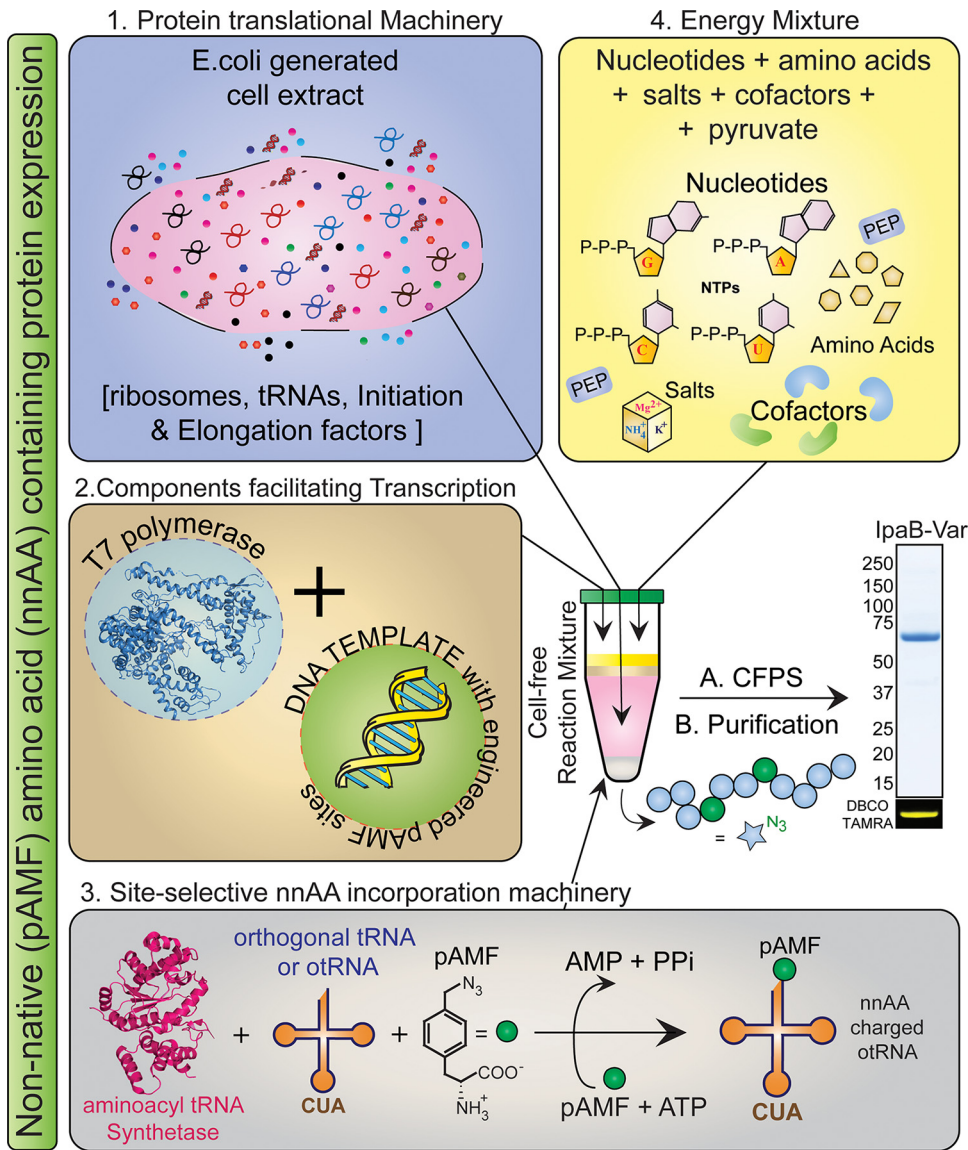 Non-native (pAMF) amino acid (nnAA) containing protein expression
1. Protein translational Machinery
E.coli generated
cell extract
[ribosomes, tRNAs, Initiation
& Elongation factors ]
4. Energy Mixture
Nucleotides + amino acids
+ salts + cofactors +
+ pyruvate
Nucleotides
P-P-P
G
P-P-P
A
PEP
NTPs
P-P-P
C
P-P-P
U
Amino Acids
PEP
Salts
Mg2+
NH4+
K+
Cofactors
2.Components facilitating Transcription
T7 polymerase
+
DNA TEMPLATE with engineered pAMF sites
Cell-free
Reaction Mixture
A. CFPS
B. Purification
= N3
IpaB-Var
250
150
100
75
50
37
25
20
15
DBCO
TAMRA
3. Site-selective nnAA incorporation machinery
aminoacyl tRNA
Synthetase
+
orthogonal tRNA
or otRNA
CUA
+
pAMF
N3
=
COO-
NH3+
AMP + PPi
pAMF + ATP
pAMF
CUA
nnAA
charged
otRNA